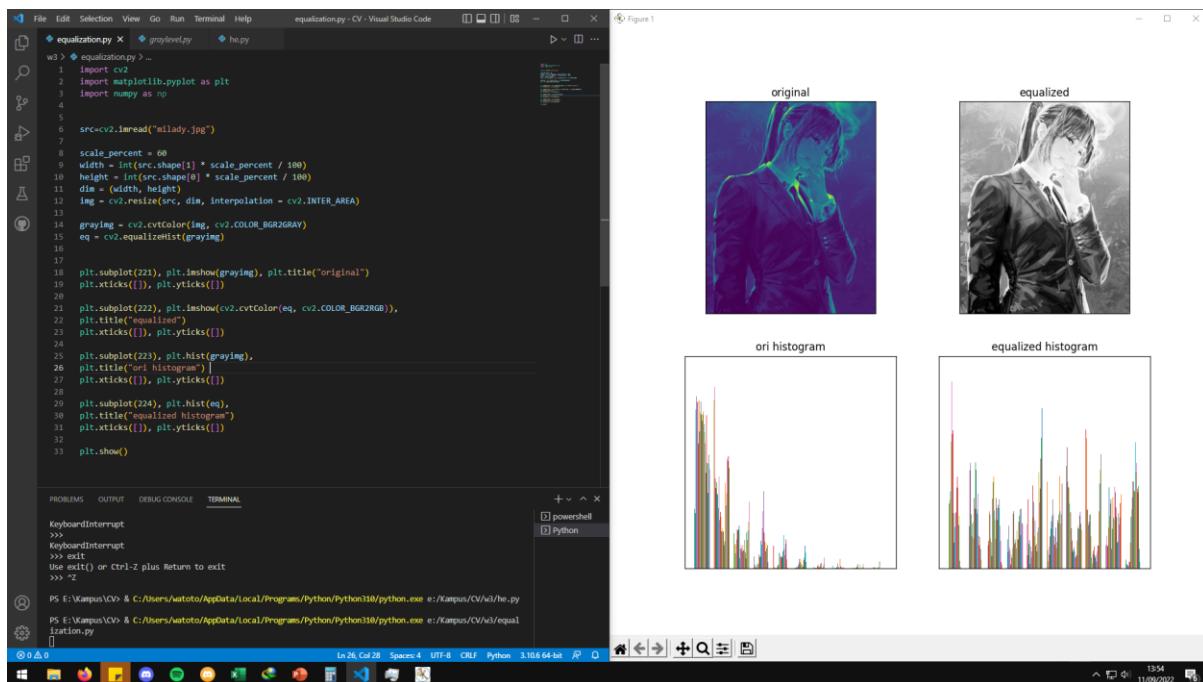 File Edit Selection View Go Run Terminal Help equalization.py - CV - Visual Studio Code
equalization.py graylevel.py he.py
w3 > equalization.py > ...
1 import cv2
2 import matplotlib.pyplot as plt
3 import numpy as np
4
5
6 src=cv2.imread("milady.jpg")
7
8 scale_percent = 60
9 width = int(src.shape[1] * scale_percent / 100)
10 height = int(src.shape[0] * scale_percent / 100)
11 dim = (width, height)
12 img = cv2.resize(src, dim, interpolation = cv2.INTER_AREA)
13
14 grayimg = cv2.cvtColor(img, cv2.COLOR_BGR2GRAY)
15 eq = cv2.equalizeHist(grayimg)
16
17
18 plt.subplot(221), plt.imshow(grayimg), plt.title("original")
19 plt.xticks([]), plt.yticks([])
20
21 plt.subplot(222), plt.imshow(cv2.cvtColor(eq, cv2.COLOR_BGR2RGB)),
22 plt.title("equalized")
23 plt.xticks([]), plt.yticks([])
24
25 plt.subplot(223), plt.hist(grayimg),
26 plt.title("ori histogram")
27 plt.xticks([]), plt.yticks([])
28
29 plt.subplot(224), plt.hist(eq),
30 plt.title("equalized histogram")
31 plt.xticks([]), plt.yticks([])
32
33 plt.show()
PROBLEMS OUTPUT DEBUG CONSOLE TERMINAL
powershell
Python
KeyboardInterrupt
>>>
KeyboardInterrupt
>>> exit
Use exit() or Ctrl-Z plus Return to exit
>>> ^Z
PS E:\Kampus\CV> & C:/Users/watoto/AppData/Local/Programs/Python/Python310/python.exe e:/Kampus/CV/w3/he.py
PS E:\Kampus\CV> & C:/Users/watoto/AppData/Local/Programs/Python/Python310/python.exe e:/Kampus/CV/w3/equal
ization.py
0 0 Ln 26, Col 28 Spaces: 4 UTF-8 CRLF Python 3.10.6 64-bit
Figure 1
original
equalized
ori histogram
equalized histogram
13:54
11/09/2022